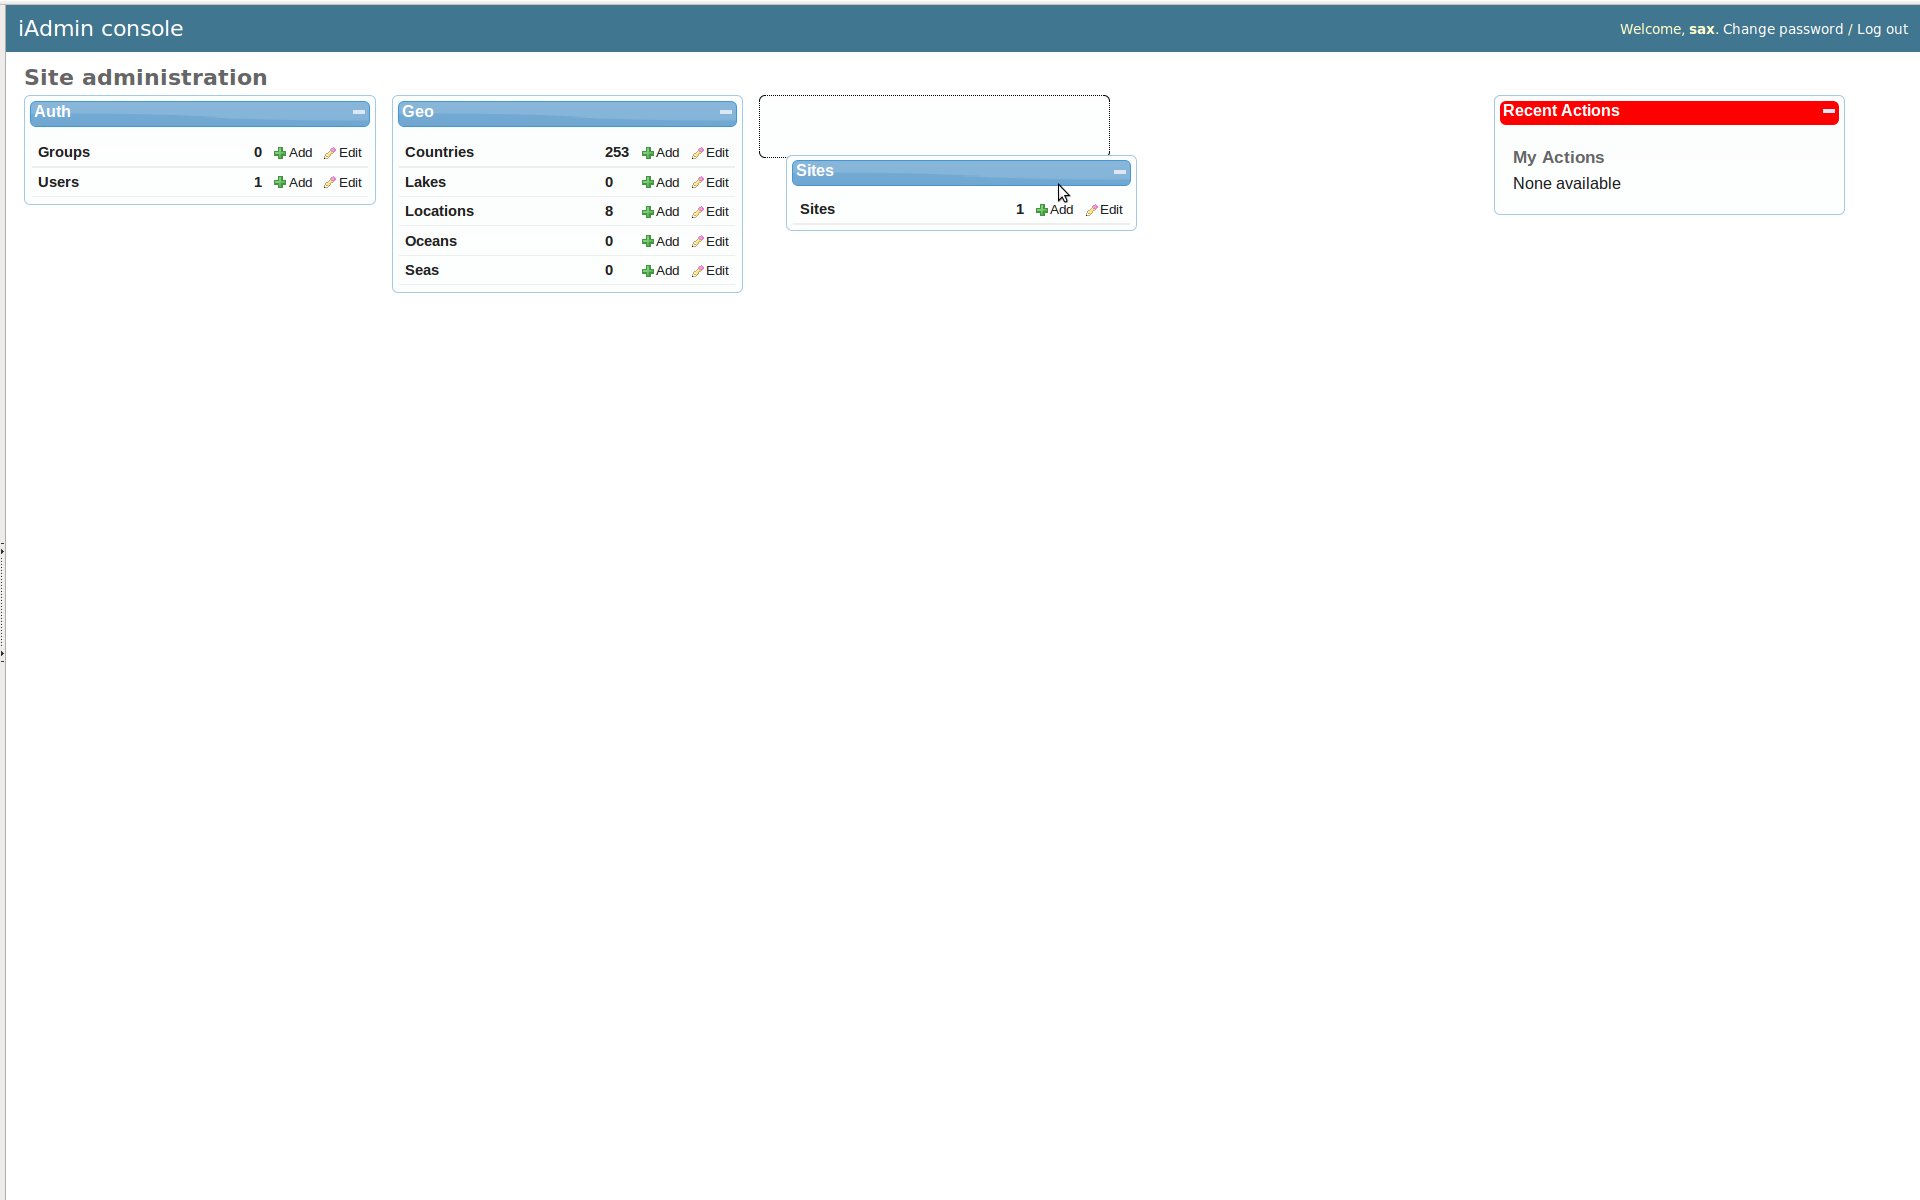 iAdmin console
Welcome, sax. Change password / Log out
Site administration
Auth
Groups 0 Add Edit
Users 1 Add Edit
Geo
Countries 253 Add Edit
Lakes 0 Add Edit
Locations 8 Add Edit
Oceans 0 Add Edit
Seas 0 Add Edit
Sites
Sites 1 Add Edit
Recent Actions
My Actions
None available